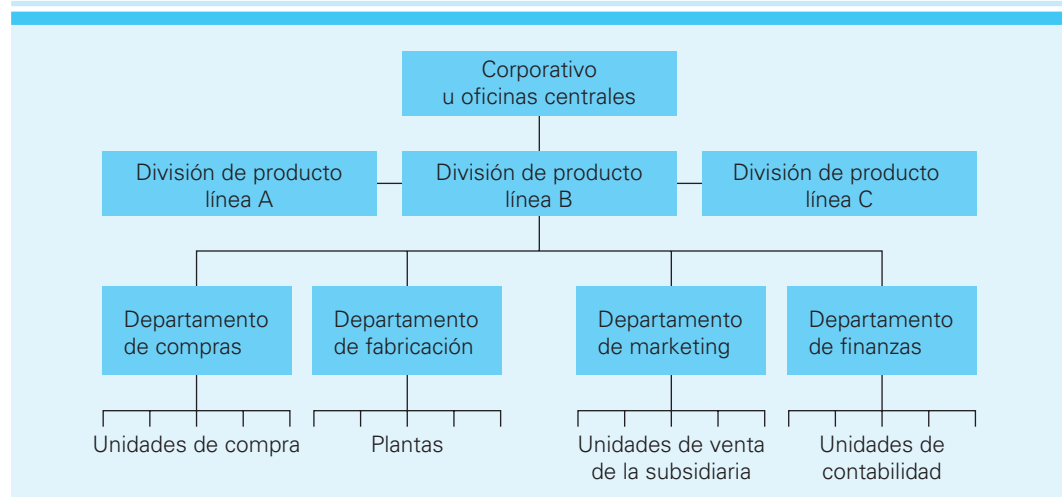 Corporativo
u oficinas centrales
División de producto
línea A
División de producto
línea B
División de producto
línea C
Departamento
de compras
Departamento
de fabricación
Departamento
de marketing
Departamento
de finanzas
Unidades de compra
Plantas
Unidades de venta
de la subsidiaria
Unidades de
contabilidad